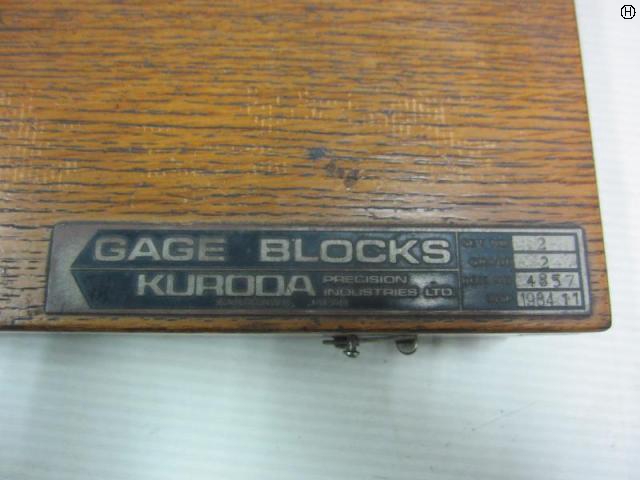 GAGE BLOCKS
KURODA PRECISION INDUSTRIES LTD.
2
2
4857
1984.11
H